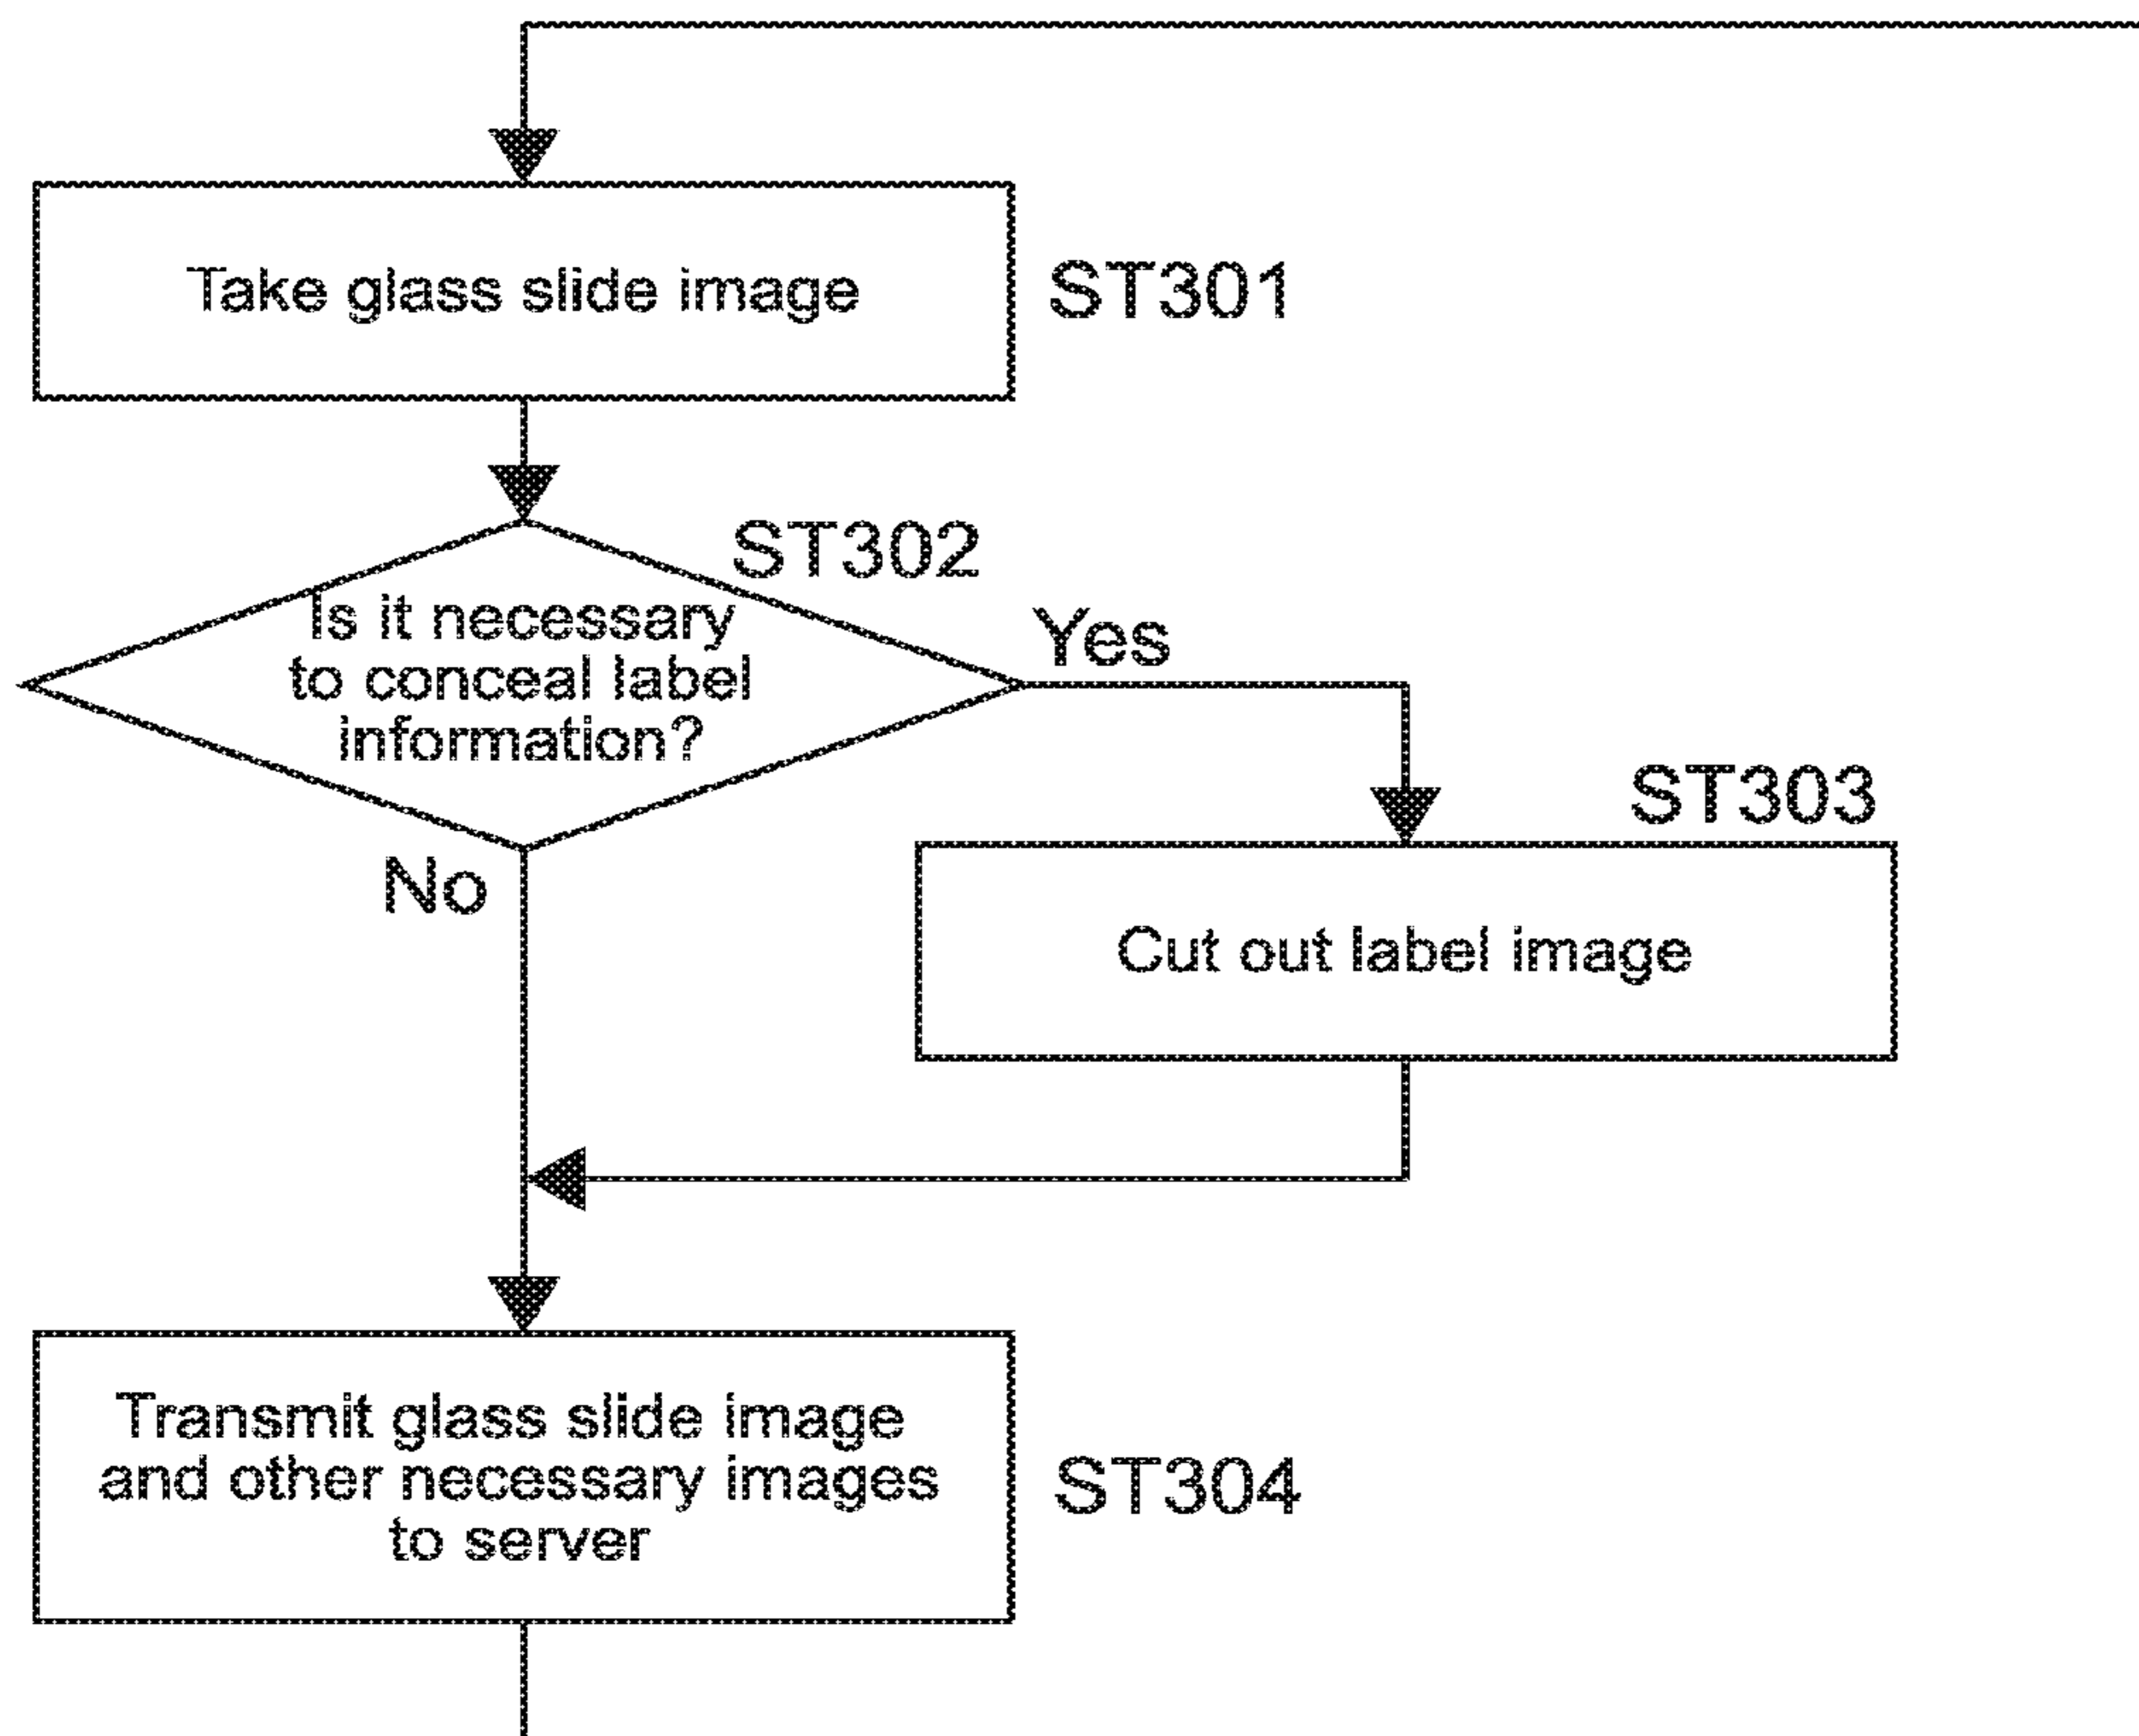 Take glass slide image
ST301
ST302
Is it necessary
to conceal label
information?
Yes
No
ST303
Cut out label image
Transmit glass slide image
and other necessary images
to server
ST304